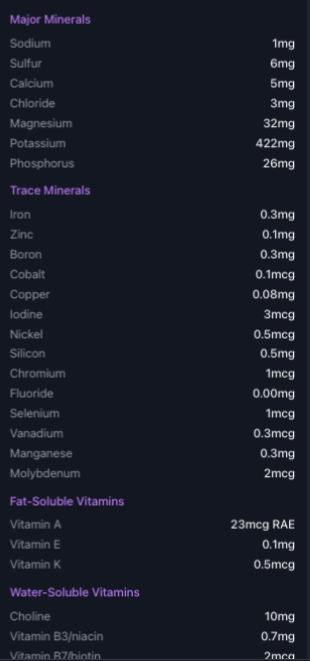 Major Minerals
Sodium 1mg
Sulfur 6mg
Calcium 5mg
Chloride 3mg
Magnesium 32mg
Potassium 422mg
Phosphorus 26mg
Trace Minerals
Iron 0.3mg
Zinc 0.1mg
Boron 0.3mg
Cobalt 0.1mcg
Copper 0.08mg
Iodine 3mcg
Nickel 0.5mcg
Silicon 0.5mg
Chromium 1mcg
Fluoride 0.00mg
Selenium 1mcg
Vanadium 0.3mcg
Manganese 0.3mg
Molybdenum 2mcg
Fat-Soluble Vitamins
Vitamin A 23mcg RAE
Vitamin E 0.1mg
Vitamin K 0.5mcg
Water-Soluble Vitamins
Choline 10mg
Vitamin B3/niacin 0.7mg
Vitamin B7/biotin 2mcg